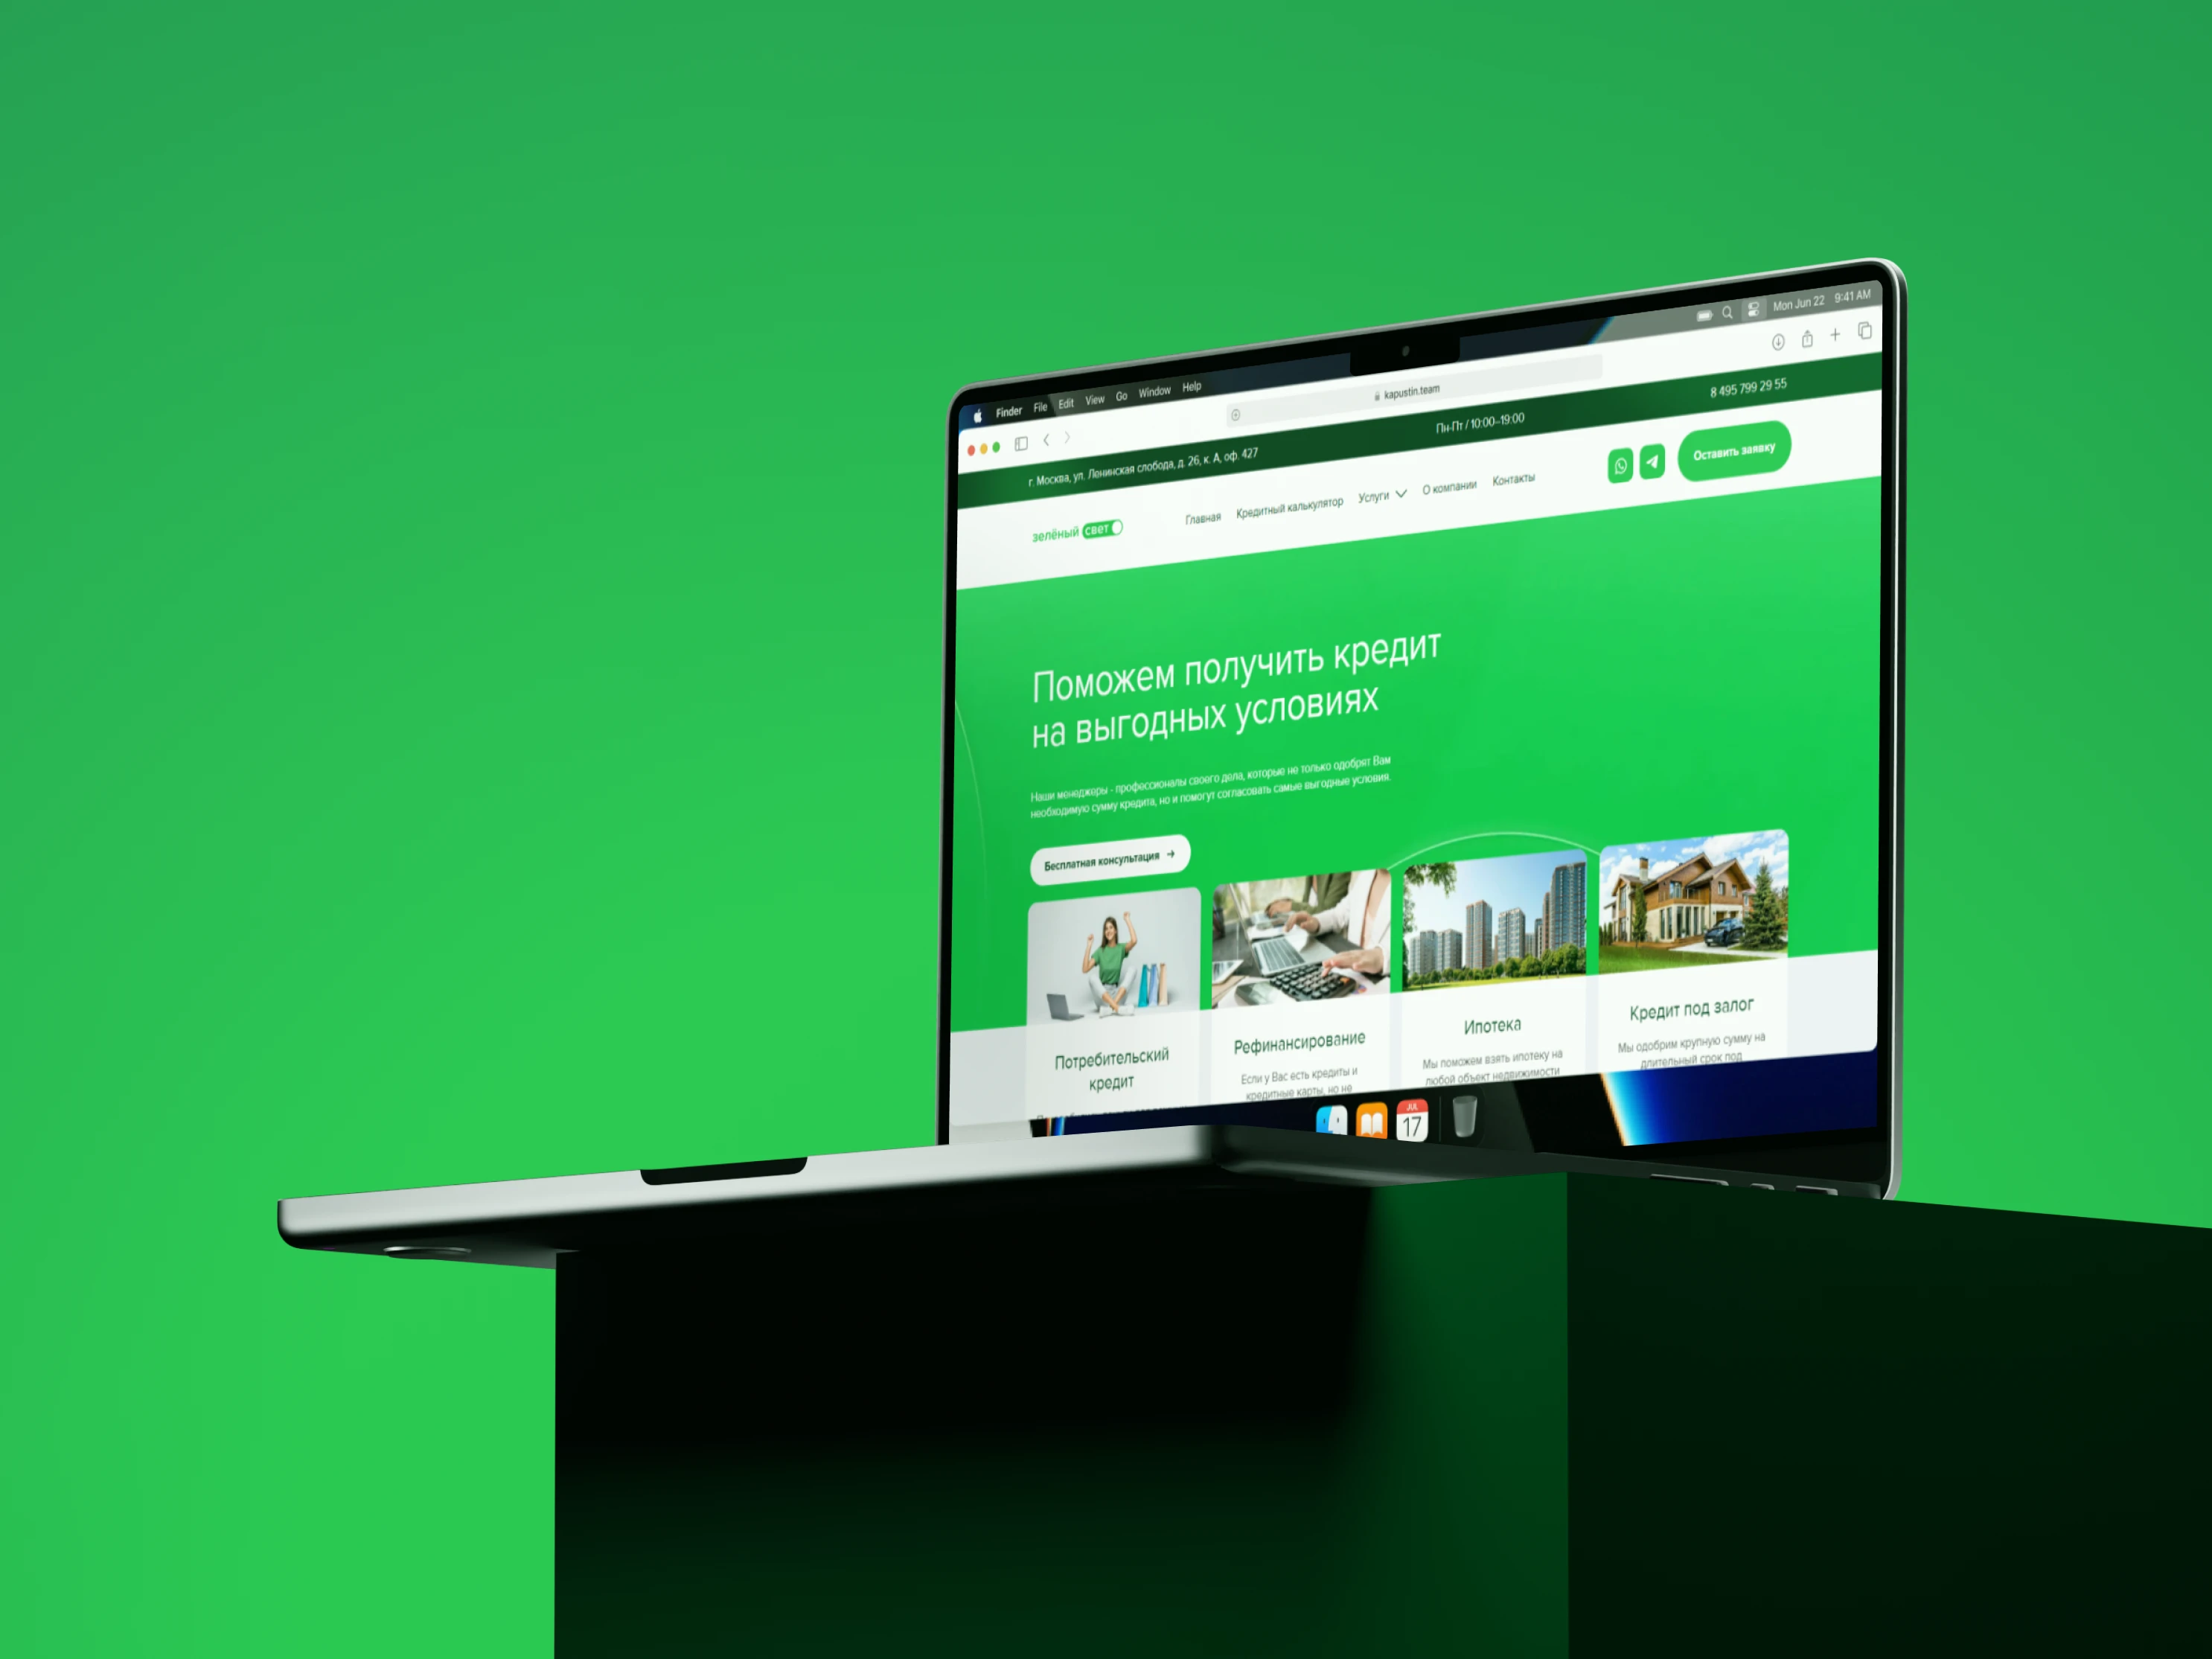 Finder File Edit View Go Window Help
Mon Jun 22 9:41 AM
kapustin.team
г. Москва, ул. Ленинская слобода, д. 26, к. А, оф. 427
Пн-Пт / 10:00–19:00
8 495 799 29 55
зелёный свет
Главная Кредитный калькулятор Услуги О компании Контакты
Оставить заявку
Поможем получить кредит
на выгодных условиях
Наши менеджеры - профессионалы своего дела, которые не только одобрят Вам
необходимую сумму кредита, но и помогут согласовать самые выгодные условия.
Бесплатная консультация
Потребительский
кредит
Рефинансирование
Если у Вас есть кредиты и
кредитные карты, но не
Ипотека
Мы поможем взять ипотеку на
любой объект недвижимости
Кредит под залог
Мы одобрим крупную сумму на
длительный срок под
JUL
17